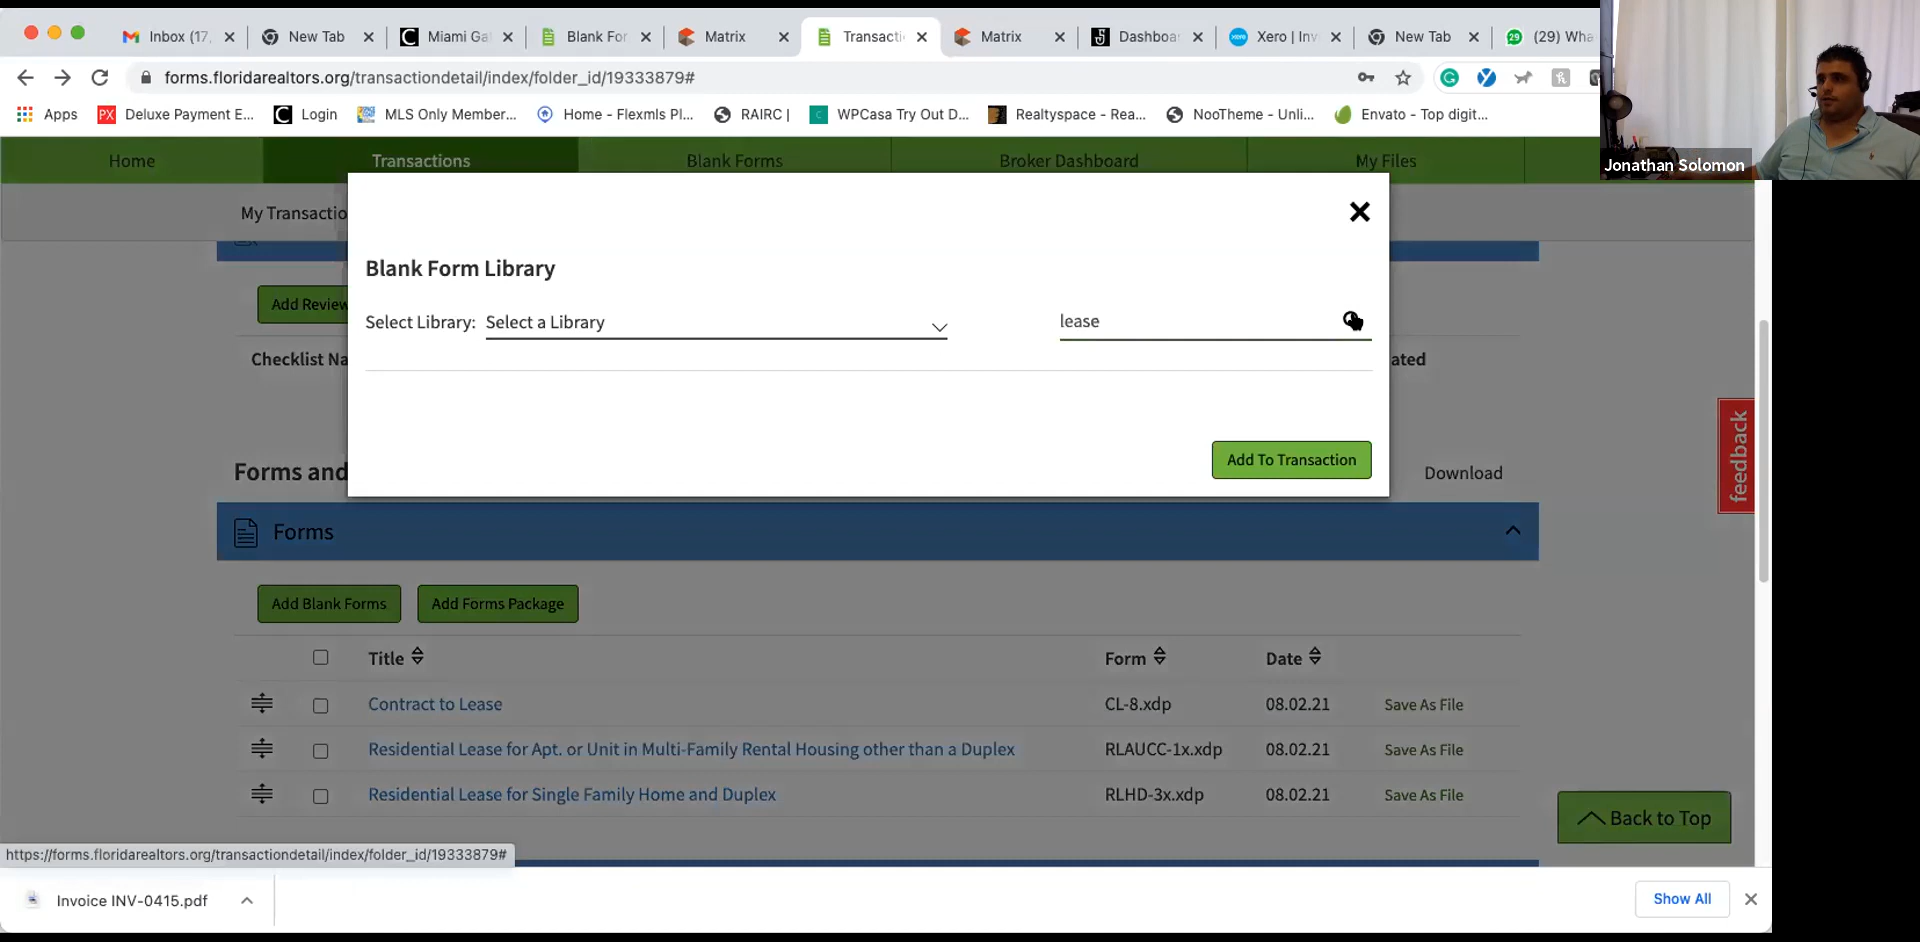 Inbox (17,
New Tab
Miami Ga
Blank For
Matrix
Transacti
Matrix
Dashboar
Xero | Inv
New Tab
(29) Wha
forms.floridarealtors.org/transactiondetail/index/folder_id/19333879#
Apps
Deluxe Payment E...
Login
MLS Only Member...
Home - Flexmls Pl...
RAIRC |
WPCasa Try Out D...
Realtyspace - Rea...
NooTheme - Unli...
Envato - Top digit...
Jonathan Solomon
Home
Transactions
Blank Forms
Broker Dashboard
My Files
My Transactio
Blank Form Library
Add Review
Select Library: Select a Library
lease
Checklist Na
ated
Add To Transaction
Forms and
Download
feedback
Forms
Add Blank Forms
Add Forms Package
Title
Form
Date
Contract to Lease
CL-8.xdp
08.02.21
Save As File
Residential Lease for Apt. or Unit in Multi-Family Rental Housing other than a Duplex
RLAUCC-1x.xdp
08.02.21
Save As File
Residential Lease for Single Family Home and Duplex
RLHD-3x.xdp
08.02.21
Save As File
Back to Top
https://forms.floridarealtors.org/transactiondetail/index/folder_id/19333879#
Invoice INV-0415.pdf
Show All